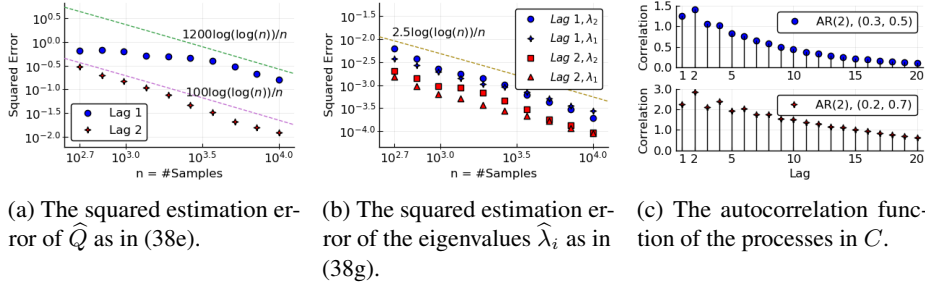 Squared Error
10^0.5
10^0.0
10^-0.5
10^-1.0
10^-1.5
10^-2.0
1200log(log(n))/n
100log(log(n))/n
Lag 1
Lag 2
10^2.7 10^3.0 10^3.5 10^4.0
n = #Samples
(a) The squared estimation er-
ror of Q̂ as in (38e).
Squared Error
10^-1.5
10^-2.0
10^-2.5
10^-3.0
10^-3.5
10^-4.0
2.5log(log(n))/n
Lag 1, λ₂
Lag 1, λ₁
Lag 2, λ₂
Lag 2, λ₁
10^2.7 10^3.0 10^3.5 10^4.0
n = #Samples
(b) The squared estimation er-
ror of the eigenvalues λ̂ᵢ as in
(38g).
Correlation
1.5
1.0
0.5
0.0
AR(2), (0.3, 0.5)
1 2 5 10 15 20
Correlation
3.0
2.0
1.0
0.0
AR(2), (0.2, 0.7)
1 2 5 10 15 20
Lag
(c) The autocorrelation func-
tion of the processes in C.